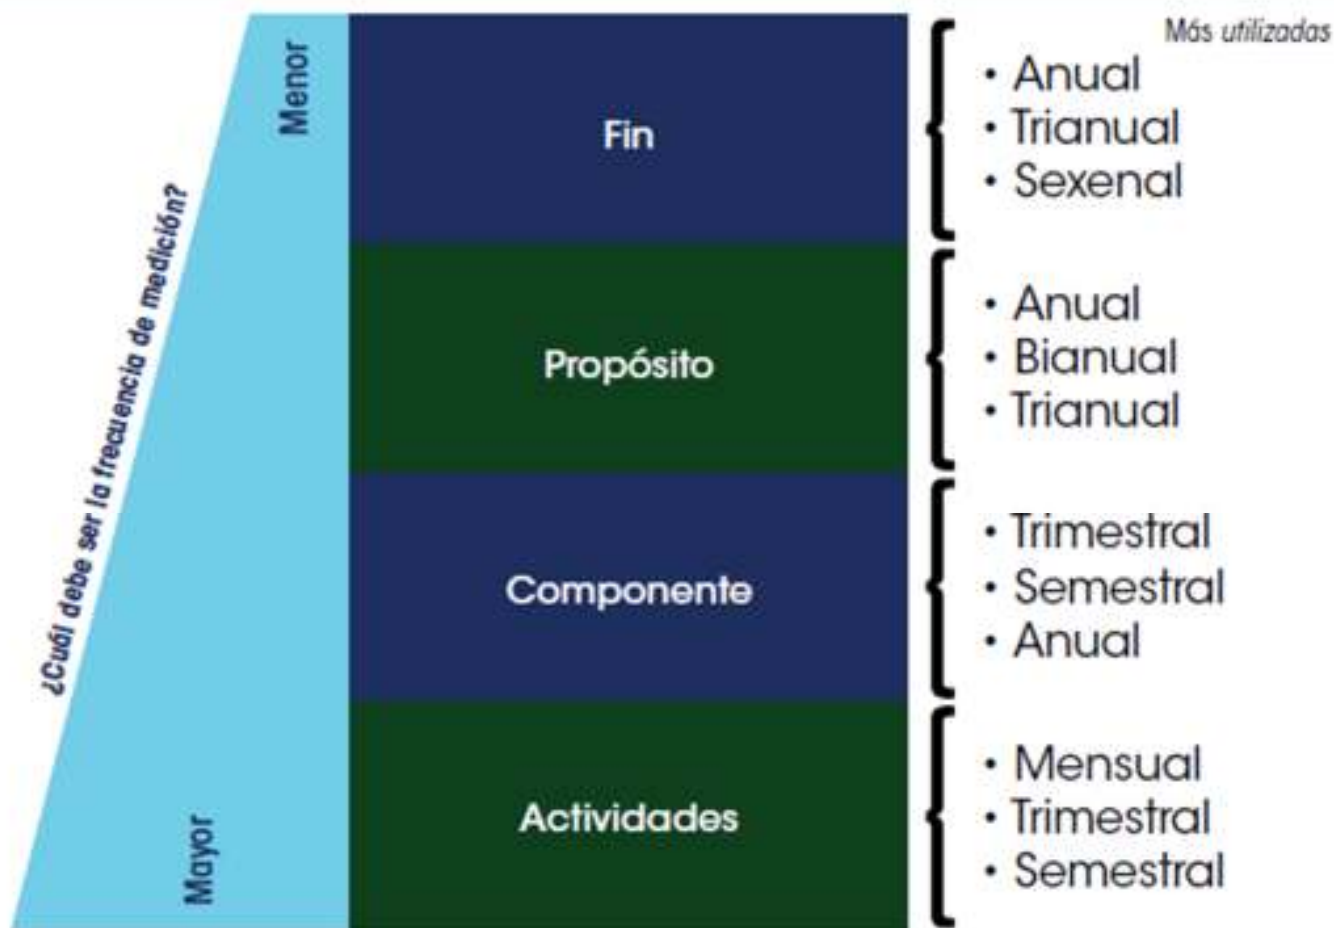 Más utilizadas
Menor
¿Cuál debe ser la frecuencia de medición?
Mayor
Fin
• Anual
• Trianual
• Sexenal
Propósito
• Anual
• Bianual
• Trianual
Componente
• Trimestral
• Semestral
• Anual
Actividades
• Mensual
• Trimestral
• Semestral